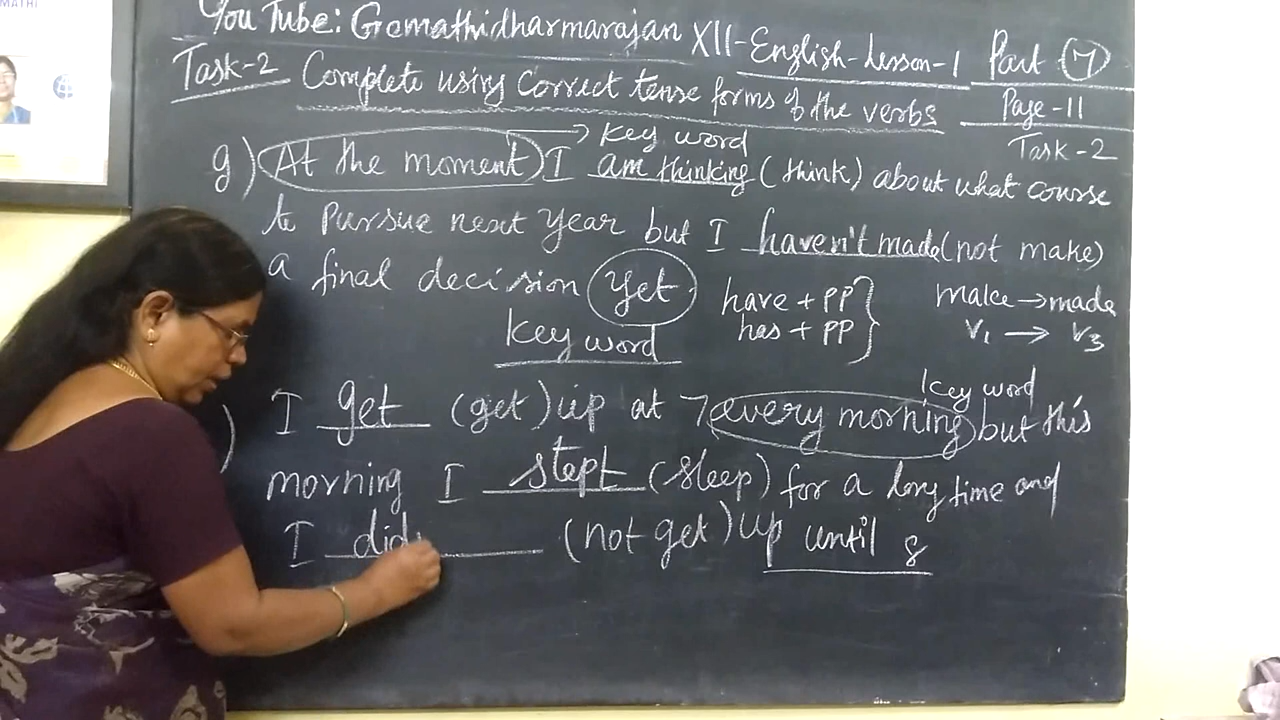 MATHI
YouTube: Gomathidharmarajan XII-English-Lesson-1 Part 7
Task-2 Complete using Correct tense forms of the verbs Page-11
Task-2
g) At the moment I am thinking (think) about what course
→ Key word
to pursue next year but I haven't made (not make)
a final decision Yet
Key word
have + PP
has + PP
make → made
V1 → V3
I get (get) up at 7 every morning but this
Key word
morning I slept (sleep) for a long time and
I did (not get) up until 8